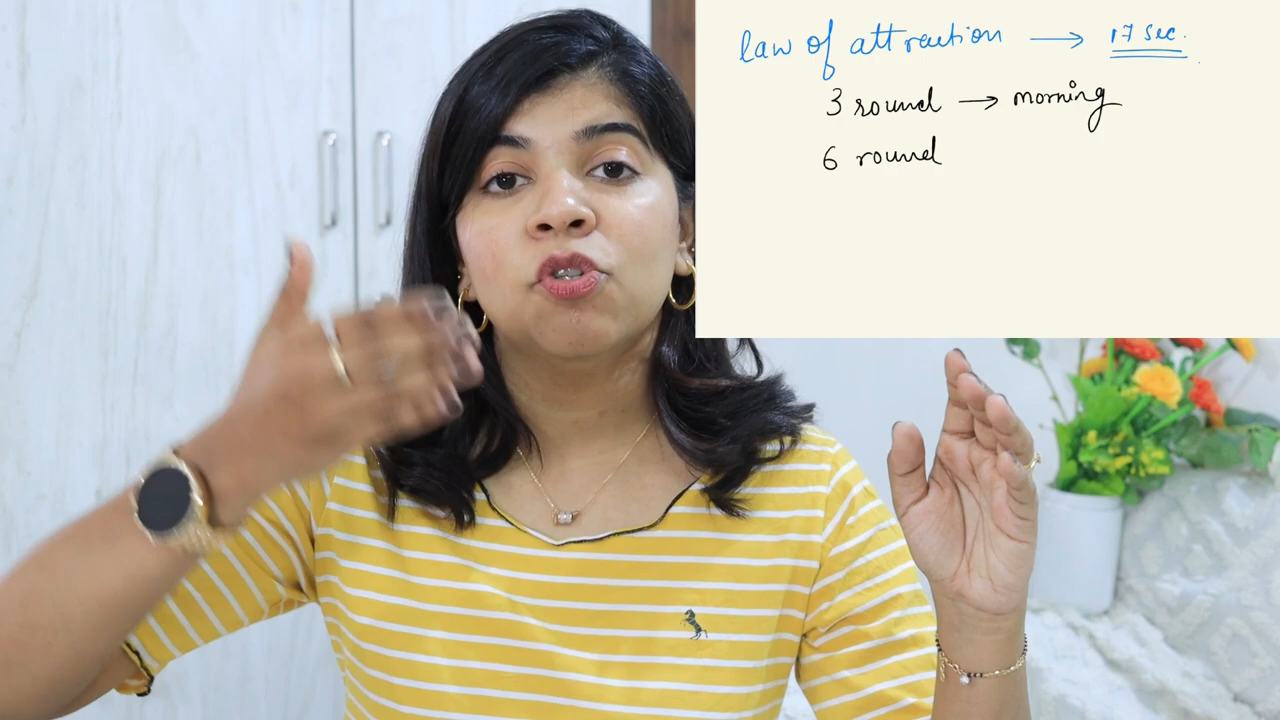 law of attraction → 17 sec.
3 round → morning
6 round